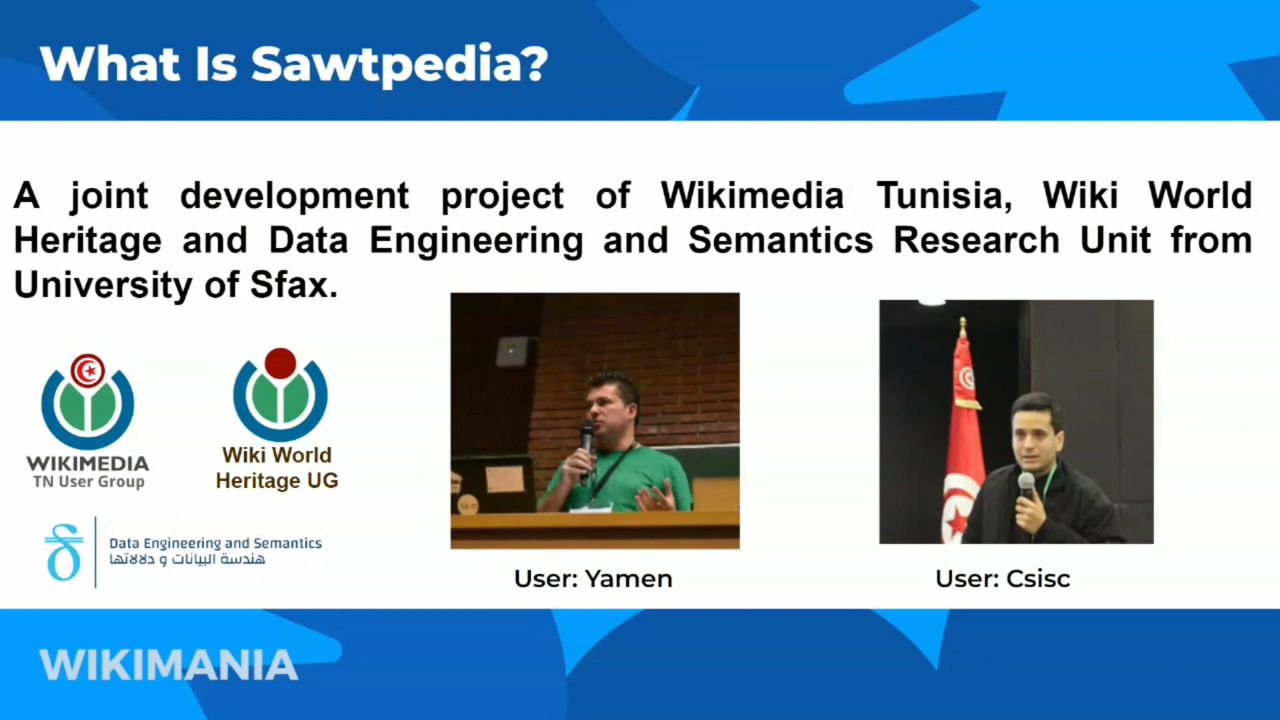 What Is Sawtpedia?
A joint development project of Wikimedia Tunisia, Wiki World
Heritage and Data Engineering and Semantics Research Unit from
University of Sfax.
WIKIMEDIA
TN User Group
Wiki World
Heritage UG
Data Engineering and Semantics
هندسة البيانات و دلالاتها
User: Yamen
User: Csisc
WIKIMANIA